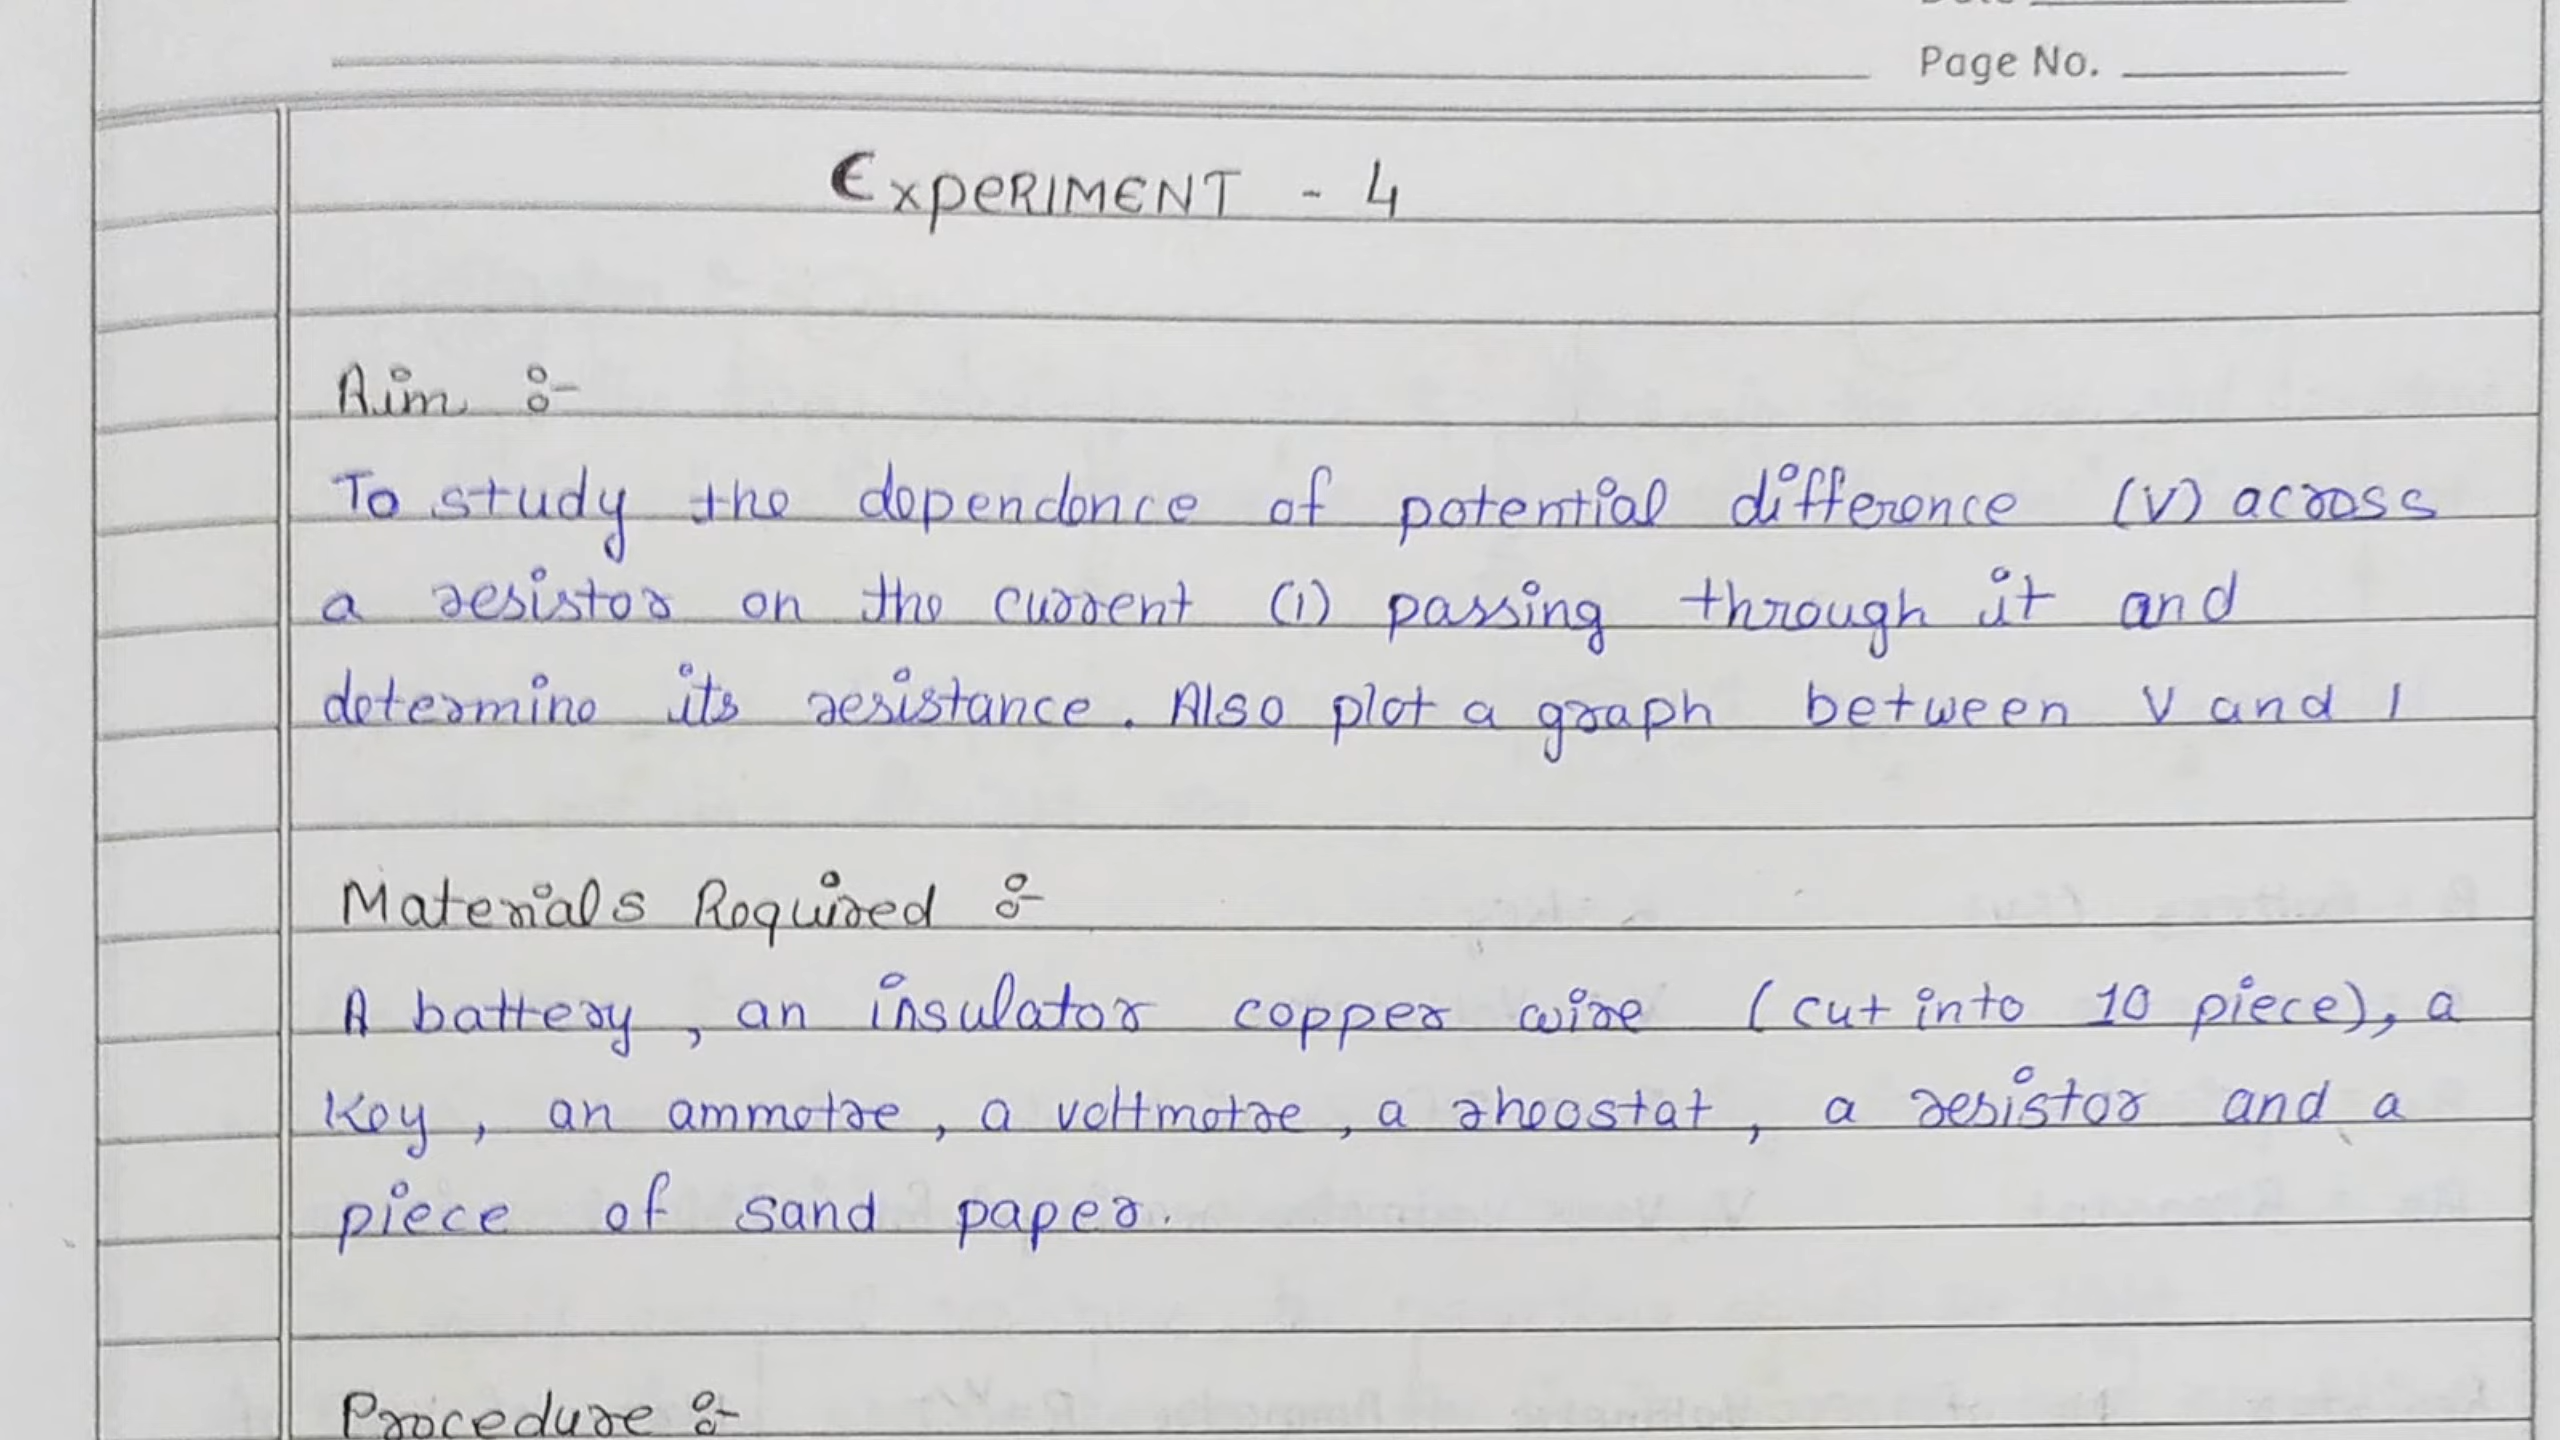 Page No.
EXPERIMENT - 4
Aim :-
To study the dependence of potential difference (V) across
a resistor on the current (I) passing through it and
determine its resistance. Also plot a graph between V and I
Materials Required :-
A battery, an insulator copper wire (cut into 10 piece), a
Key, an ammetre, a voltmetre, a rheostat, a resistor and a
piece of sand paper.
Procedure :-